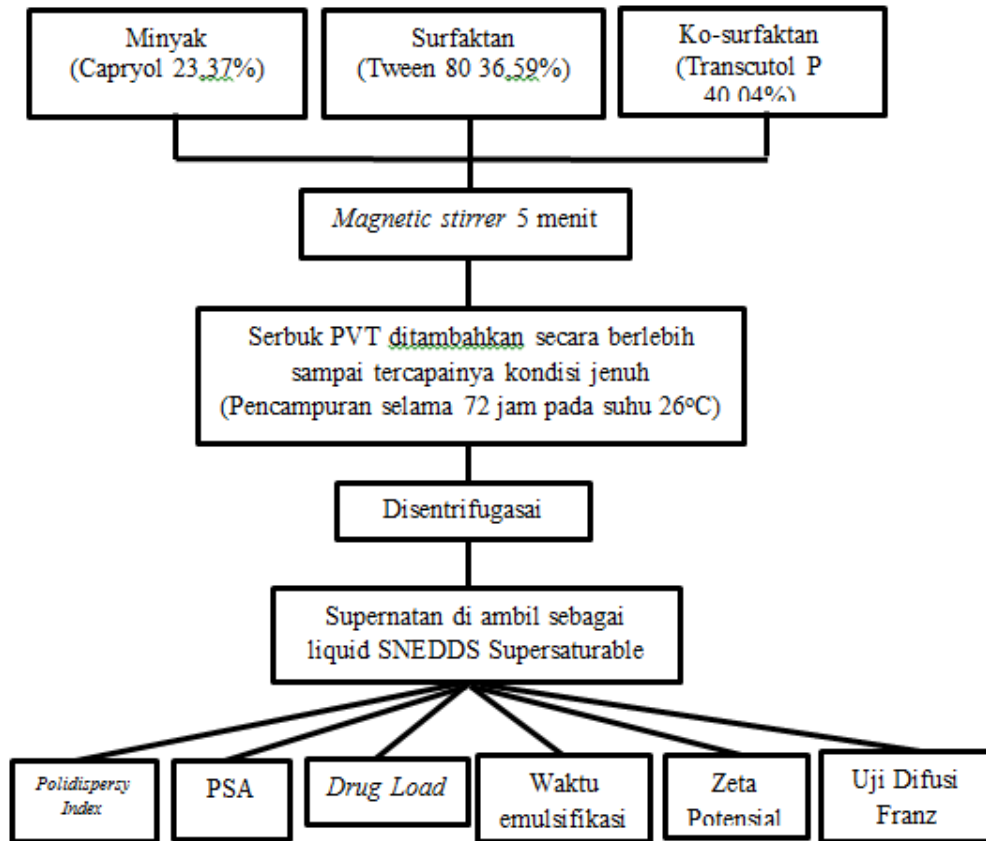 Minyak
(Capryol 23,37%)
Surfaktan
(Tween 80 36,59%)
Ko-surfaktan
(Transcutol P
40,04%)
Magnetic stirrer 5 menit
Serbuk PVT ditambahkan secara berlebih
sampai tercapainya kondisi jenuh
(Pencampuran selama 72 jam pada suhu 26°C)
Disentrifugasai
Supernatan di ambil sebagai
liquid SNEDDS Supersaturable
Polidispersy
Index
PSA
Drug Load
Waktu
emulsifikasi
Zeta
Potensial
Uji Difusi
Franz